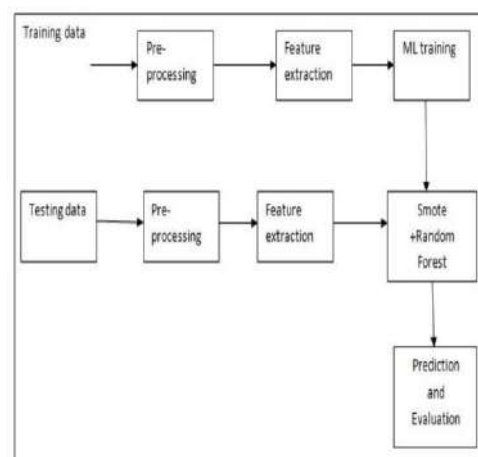 Training data
Pre-
processing
Feature
extraction
ML training
Testing data
Pre-
processing
Feature
extraction
Smote
+Random
Forest
Prediction
and
Evaluation